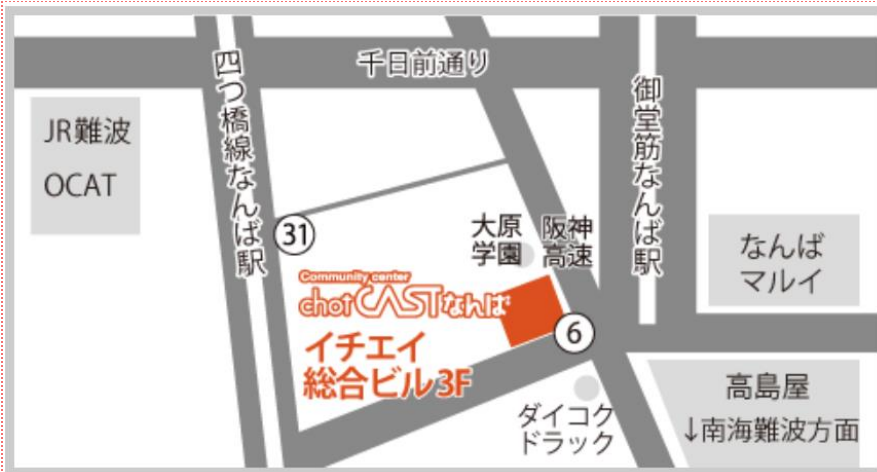 千日前通り
四つ橋線なんば駅
御堂筋なんば駅
JR難波
OCAT
31
大原
学園
阪神
高速
なんば
マルイ
Community center
chotCASTなんば
イチエイ
総合ビル3F
6
ダイコク
ドラック
高島屋
↓南海難波方面